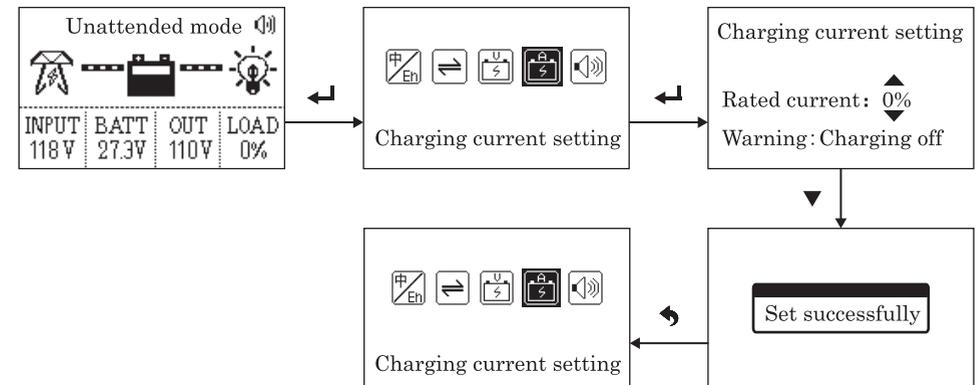 Unattended mode
INPUT BATT OUT LOAD
118V 27.3V 110V 0%
中/En V A
Charging current setting
Charging current setting
Rated current: 0%
Warning: Charging off
Set successfully
中/En V A
Charging current setting